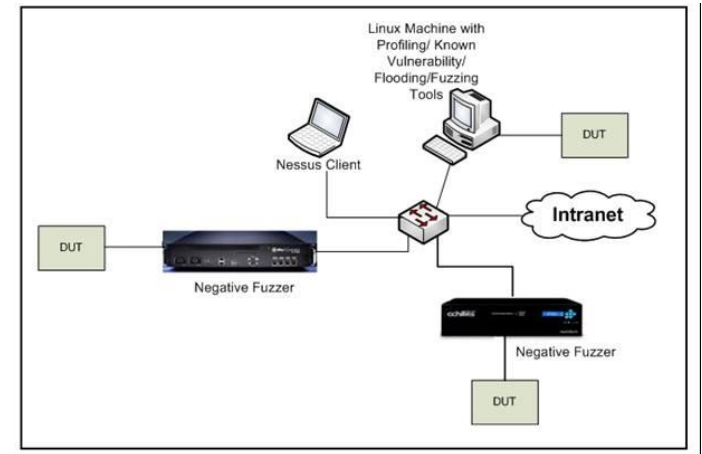 Linux Machine with
Profiling/ Known
Vulnerability/
Flooding/Fuzzing
Tools
DUT
Nessus Client
Intranet
DUT
Negative Fuzzer
achilles
Negative Fuzzer
DUT